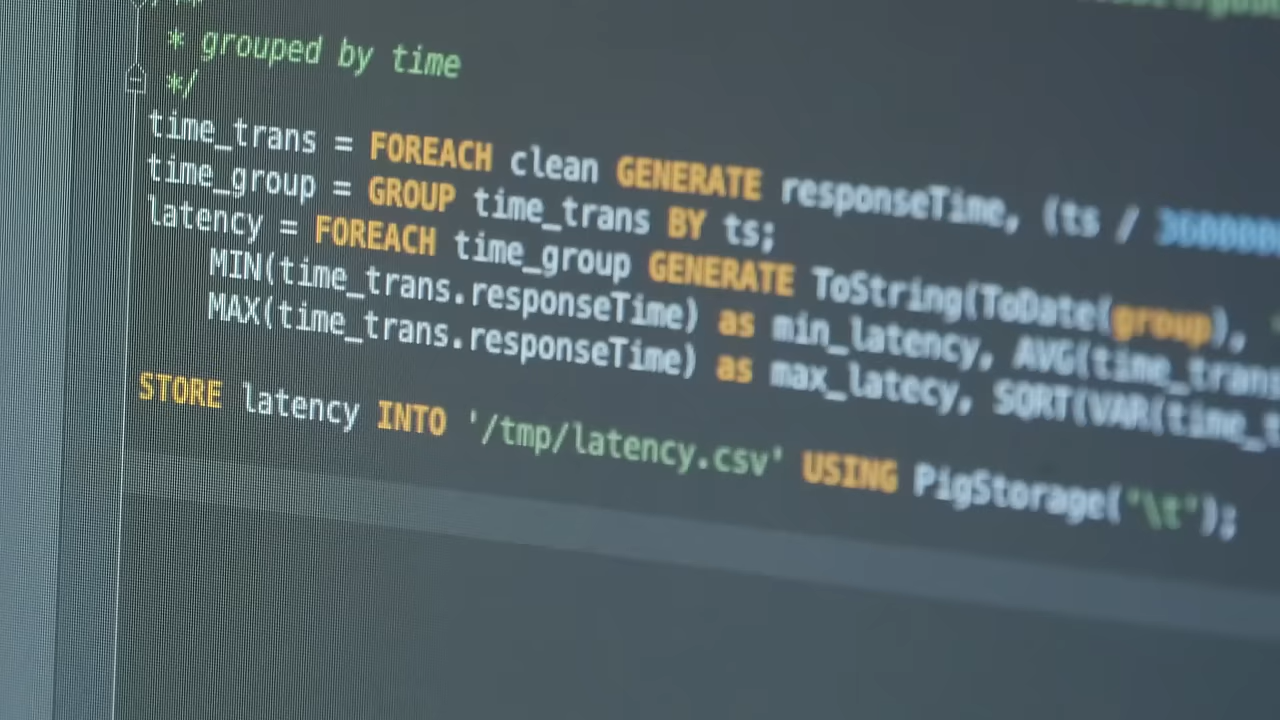 * grouped by time
*/
time_trans = FOREACH clean GENERATE responseTime, (ts /
time_group = GROUP time_trans BY ts;
latency = FOREACH time_group GENERATE ToString(ToDate(group),
MIN(time_trans.responseTime) as min_latency, AVG(time_trans
MAX(time_trans.responseTime) as max_latecy, SQRT(VAR(time_t
STORE latency INTO '/tmp/latency.csv' USING PigStorage('\t');